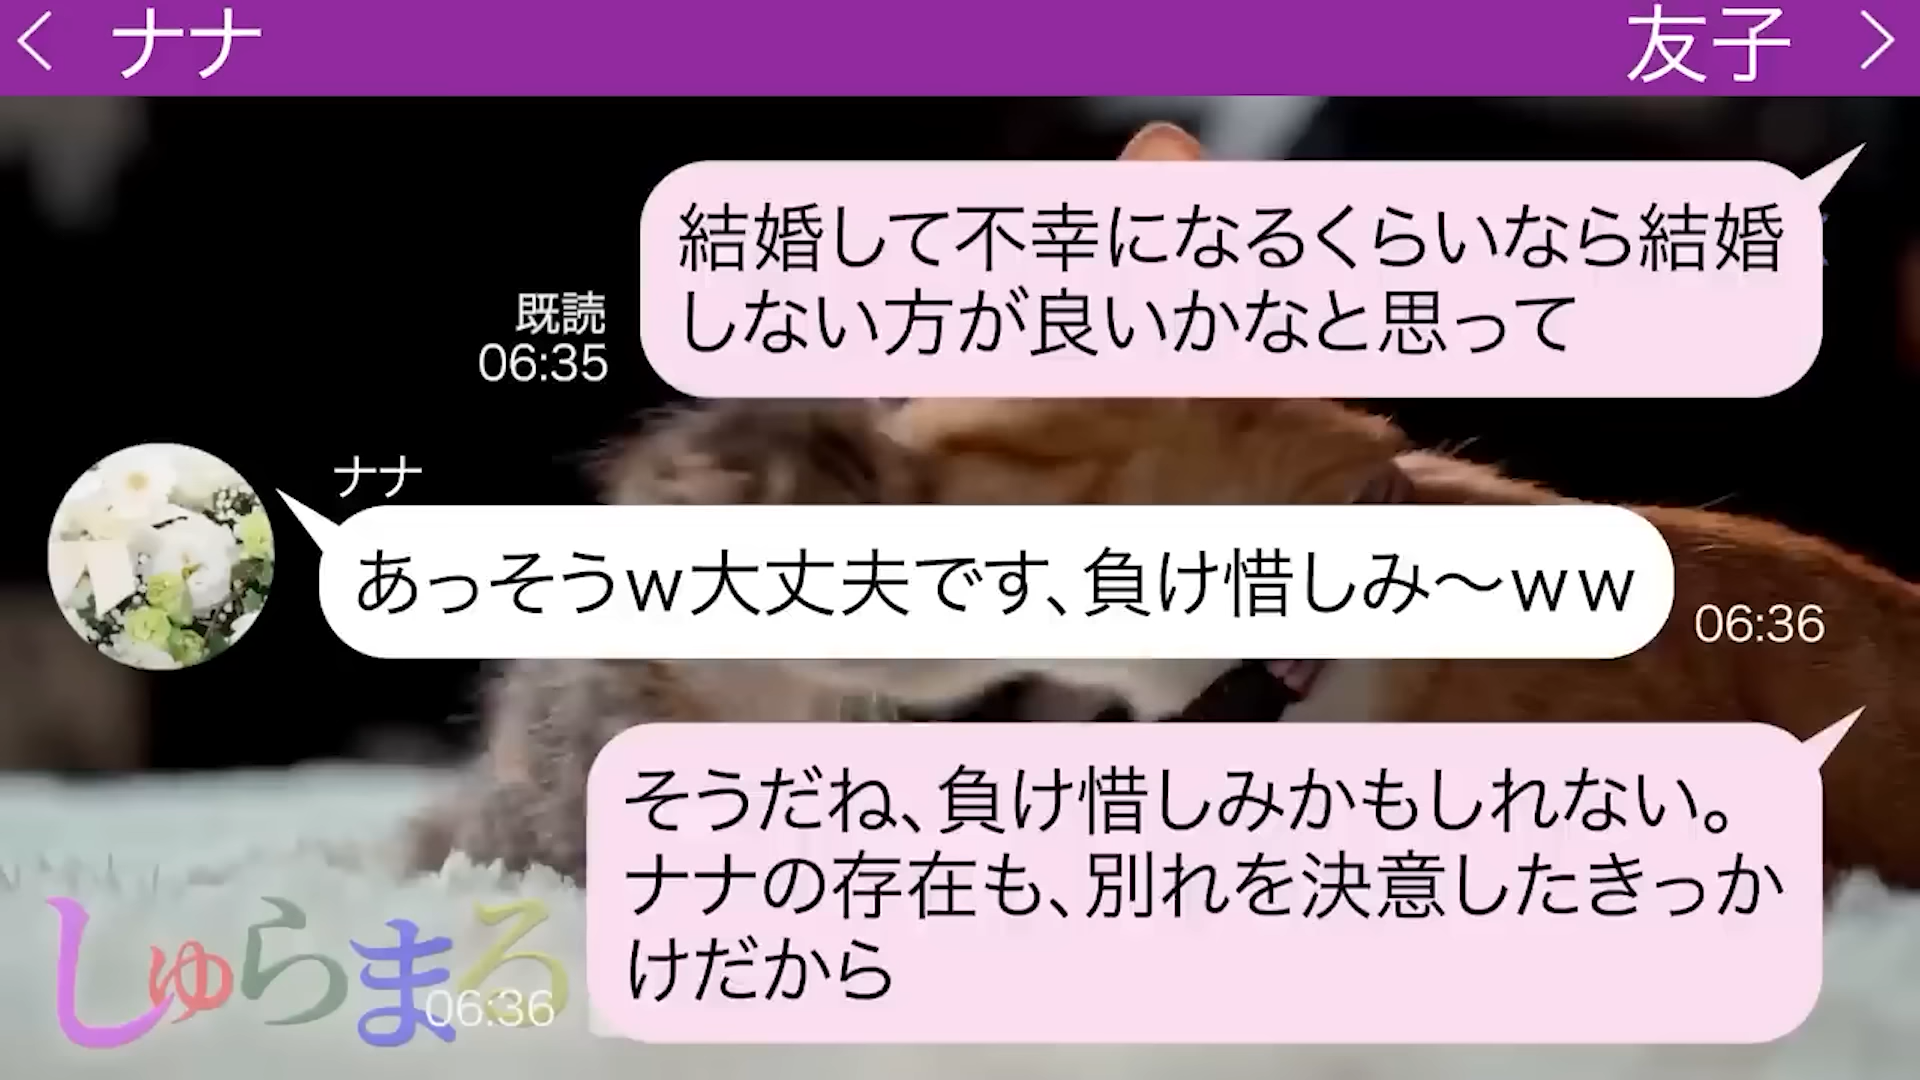 ナナ
友子
結婚して不幸になるくらいなら結婚
しない方が良いかなと思って
既読
06:35
ナナ
あっそうw大丈夫です、負け惜しみ〜ww
06:36
そうだね、負け惜しみかもしれない。
ナナの存在も、別れを決意したきっか
けだから
06:36
しゅらまる